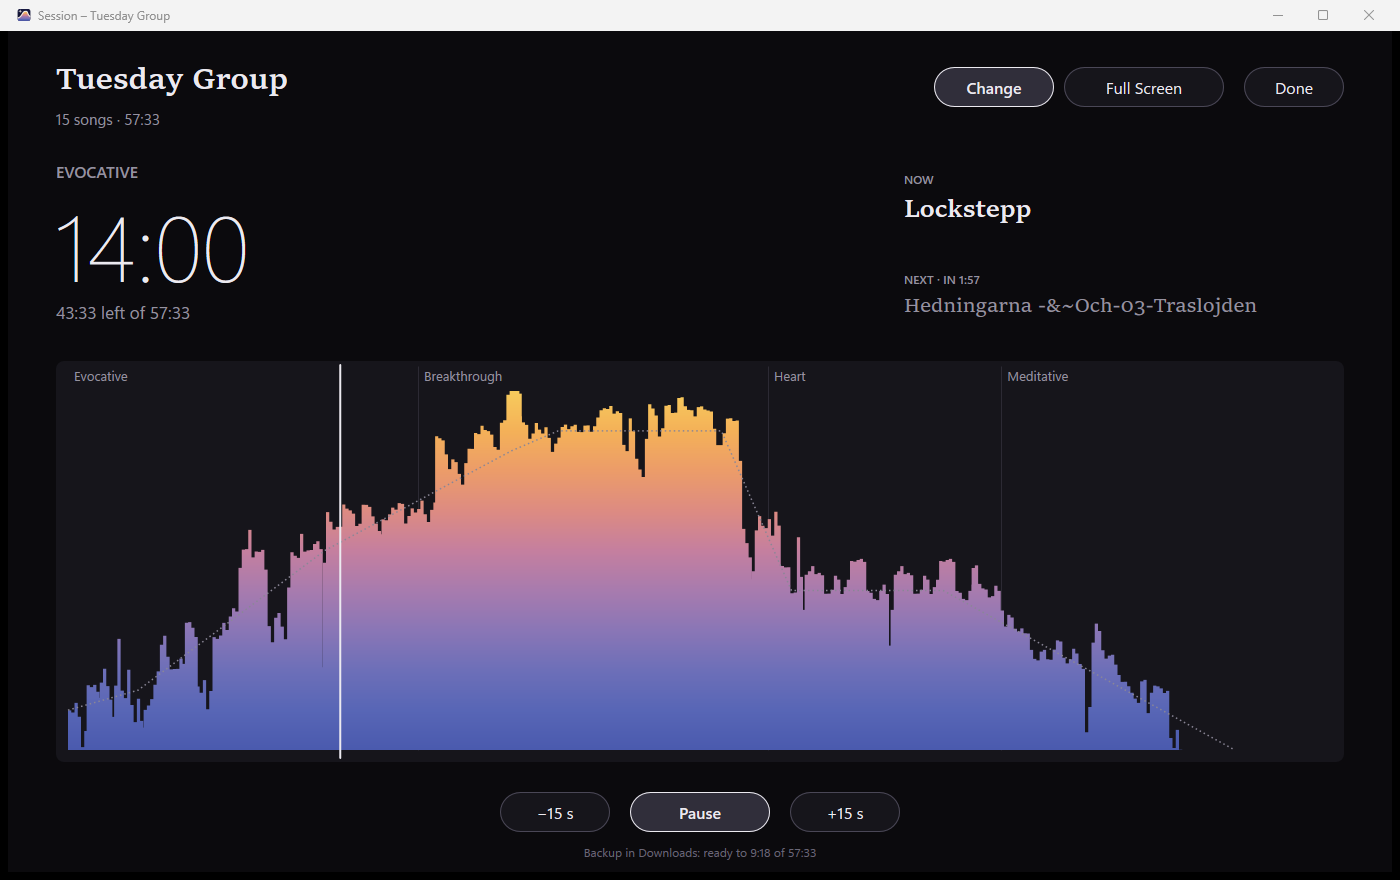 Session – Tuesday Group
Tuesday Group
15 songs · 57:33
Change
Full Screen
Done
EVOCATIVE
14:00
43:33 left of 57:33
NOW
Lockstepp
NEXT · IN 1:57
Hedningarna -&~Och-03-Traslojden
Evocative
Breakthrough
Heart
Meditative
−15 s
Pause
+15 s
Backup in Downloads: ready to 9:18 of 57:33